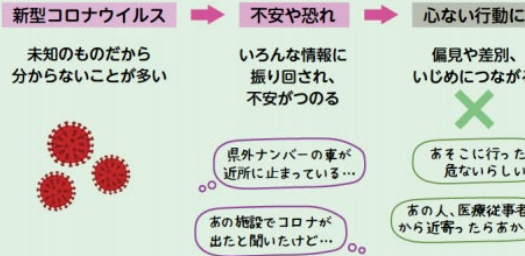 新型コロナウイルス
未知のものだから
分からないことが多い
不安や恐れ
いろんな情報に
振り回され、
不安がつのる
県外ナンバーの車が
近所に止まっている…
あの施設でコロナが
出たと聞いたけど…
心ない行動に
偏見や差別、
いじめにつながる
あそこに行った
危ないらしい
あの人、医療従事者
から近寄ったらあか